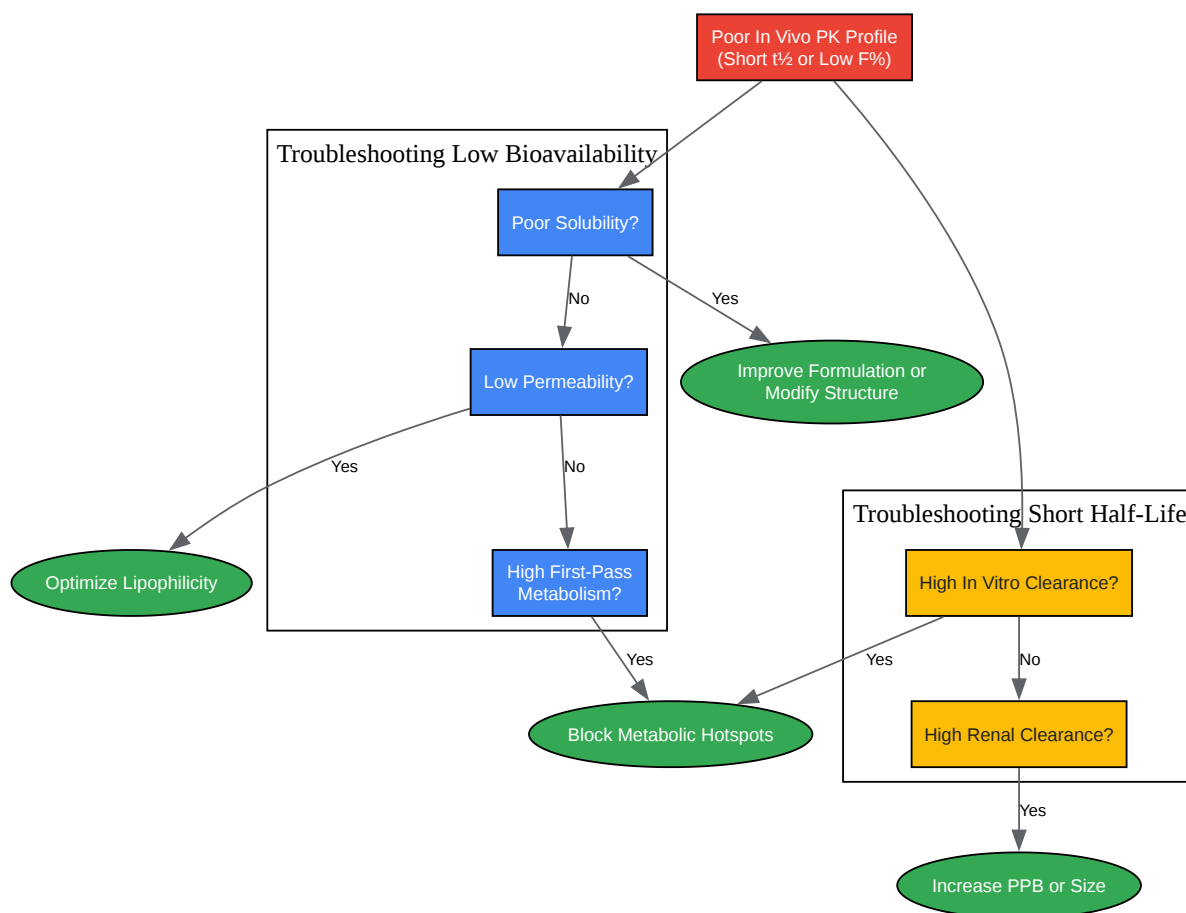 Poor In Vivo PK Profile
(Short t½ or Low F%)
Troubleshooting Low Bioavailability
Poor Solubility?
No
Yes
Low Permeability?
Improve Formulation or
Modify Structure
Yes
No
Troubleshooting Short Half-Life
Optimize Lipophilicity
High First-Pass
Metabolism?
High In Vitro Clearance?
Yes
Yes
No
Block Metabolic Hotspots
High Renal Clearance?
Yes
Increase PPB or Size